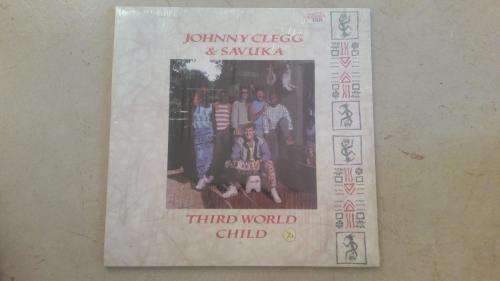 JOHNNY CLEGG
& SAVUKA
THIRD WORLD
CHILD